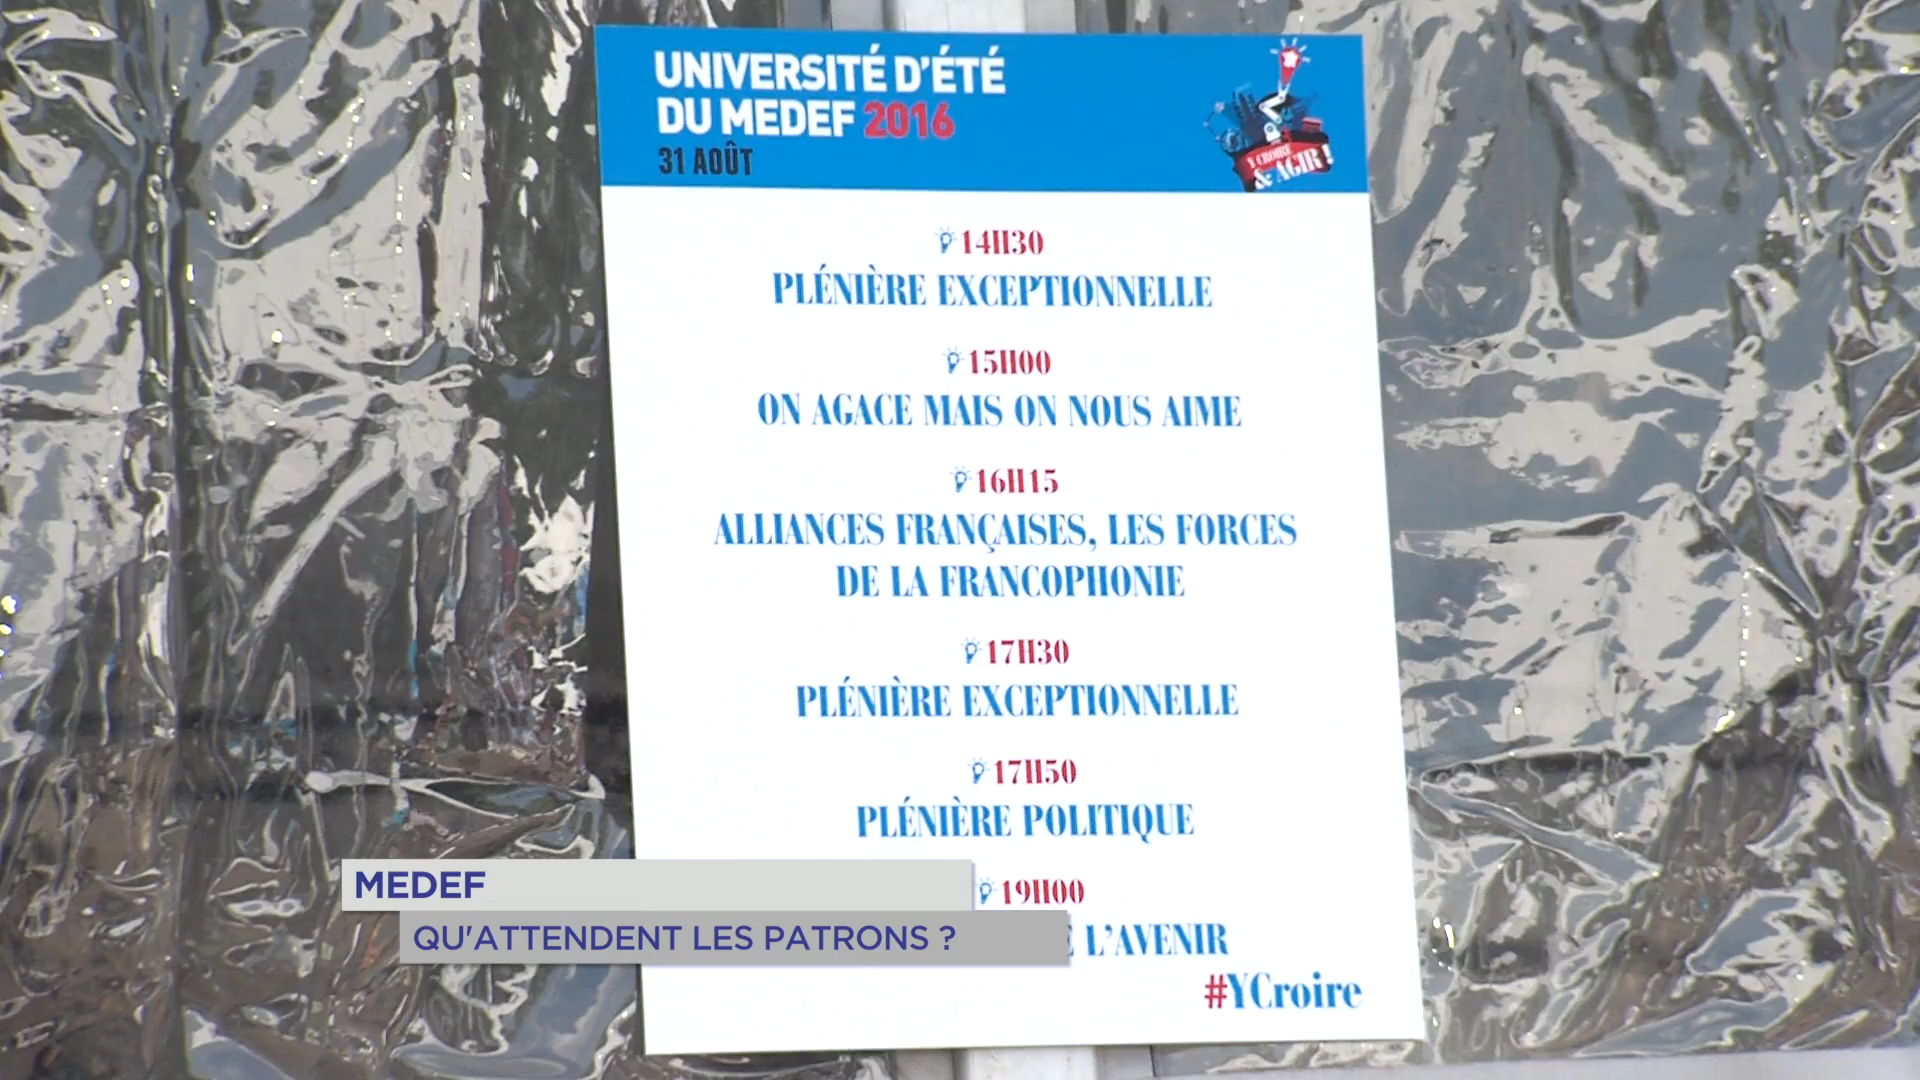 UNIVERSITÉ D'ÉTÉ
DU MEDEF 2016
31 AOÛT
Y CROIRE
& AGIR !
14H30
PLÉNIÈRE EXCEPTIONNELLE
15H00
ON AGACE MAIS ON NOUS AIME
16H15
ALLIANCES FRANÇAISES, LES FORCES
DE LA FRANCOPHONIE
17H30
PLÉNIÈRE EXCEPTIONNELLE
17H50
PLÉNIÈRE POLITIQUE
19H00
L'AVENIR
#YCroire
MEDEF
QU'ATTENDENT LES PATRONS ?